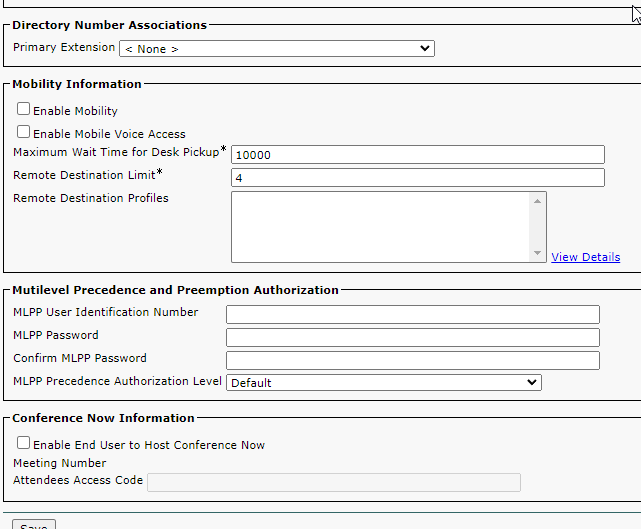 Directory Number Associations
Primary Extension < None >
Mobility Information
Enable Mobility
Enable Mobile Voice Access
Maximum Wait Time for Desk Pickup* 10000
Remote Destination Limit* 4
Remote Destination Profiles
View Details
Mutilevel Precedence and Preemption Authorization
MLPP User Identification Number
MLPP Password
Confirm MLPP Password
MLPP Precedence Authorization Level Default
Conference Now Information
Enable End User to Host Conference Now
Meeting Number
Attendees Access Code
Save